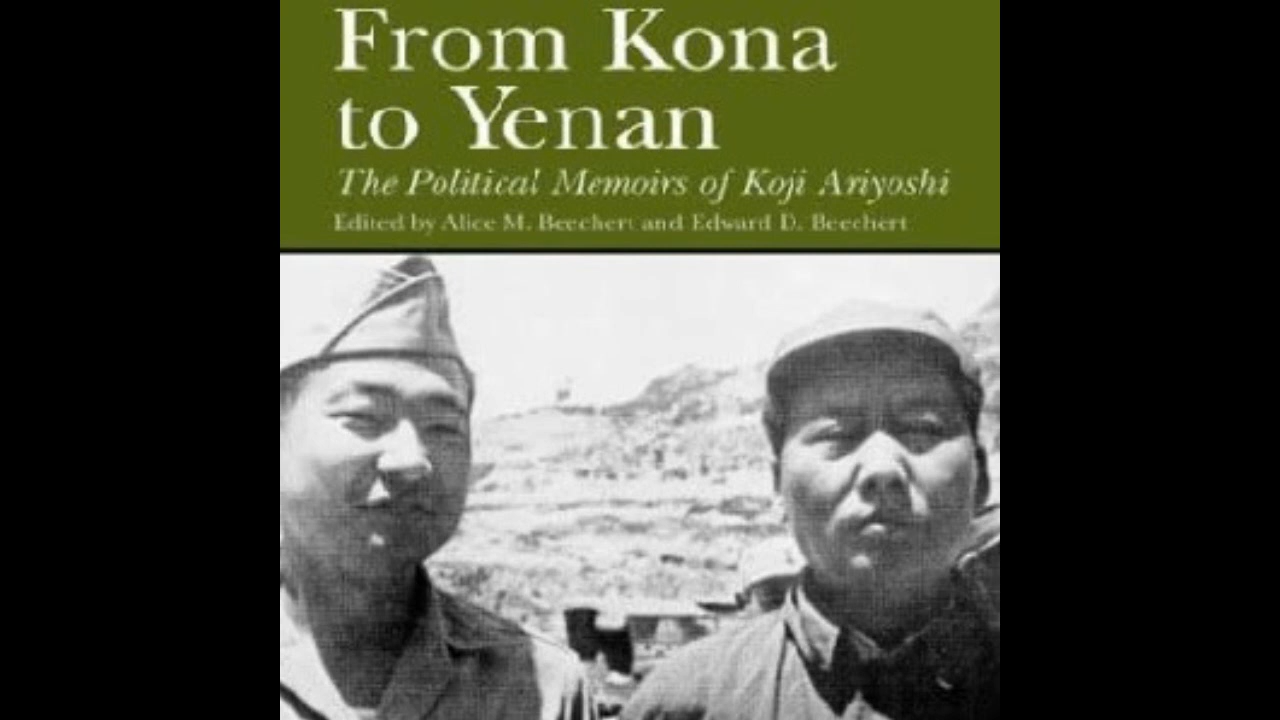 From Kona
to Yenan
The Political Memoirs of Koji Ariyoshi
Edited by Alice M. Beechert and Edward D. Beechert